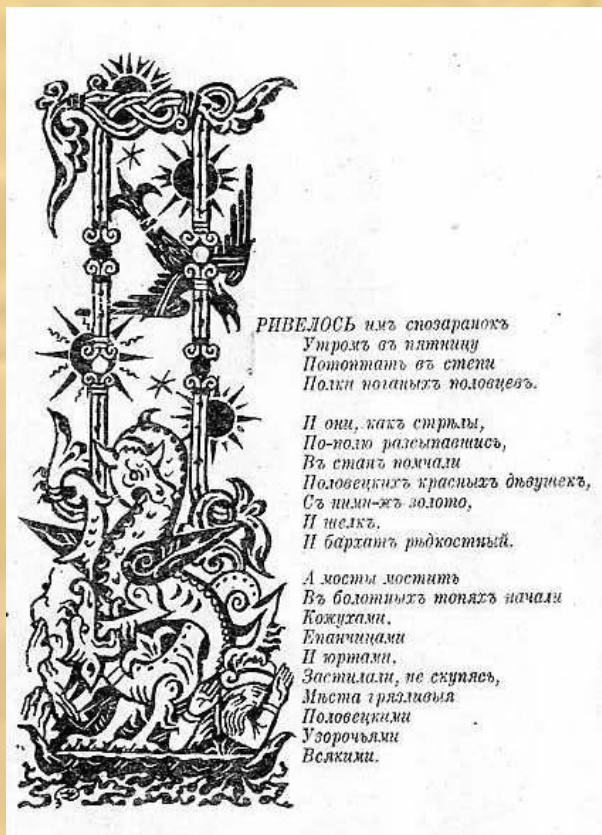 РИВЕЛОСЬ имъ спозаранокъ
Утромъ въ пятницу
Потоптать въ степи
Полки поганыхъ половцевъ.
И они, какъ стрѣлы,
По-полю разсыпавшись,
Въ станъ помчали
Половецкихъ красныхъ дѣвушекъ,
Съ ними-жъ золото,
И шелкъ.
И бархатъ рѣдкостный.
А мосты мостить
Въ болотныхъ топяхъ начали
Кожухами.
Епанчицами
И юртами.
Застилали, не скупясь,
Мѣста грязливыя
Половецкими
Узорочьями
Всякими.